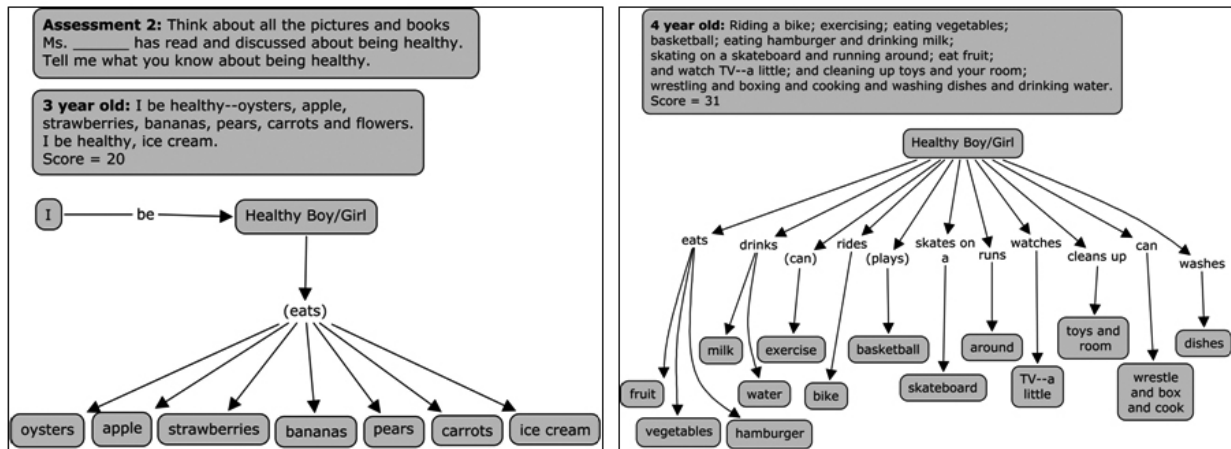 Assessment 2: Think about all the pictures and books
Ms. ______ has read and discussed about being healthy.
Tell me what you know about being healthy.
3 year old: I be healthy--oysters, apple,
strawberries, bananas, pears, carrots and flowers.
I be healthy, ice cream.
Score = 20
I
be
Healthy Boy/Girl
(eats)
oysters
apple
strawberries
bananas
pears
carrots
ice cream
4 year old: Riding a bike; exercising; eating vegetables;
basketball; eating hamburger and drinking milk;
skating on a skateboard and running around; eat fruit;
and watch TV--a little; and cleaning up toys and your room;
wrestling and boxing and cooking and washing dishes and drinking water.
Score = 31
Healthy Boy/Girl
eats
drinks
(can)
rides
(plays)
skates on
a
runs
watches
cleans up
can
washes
fruit
vegetables
hamburger
milk
water
exercise
bike
basketball
skateboard
around
TV--a
little
toys and
room
wrestle
and box
and cook
dishes